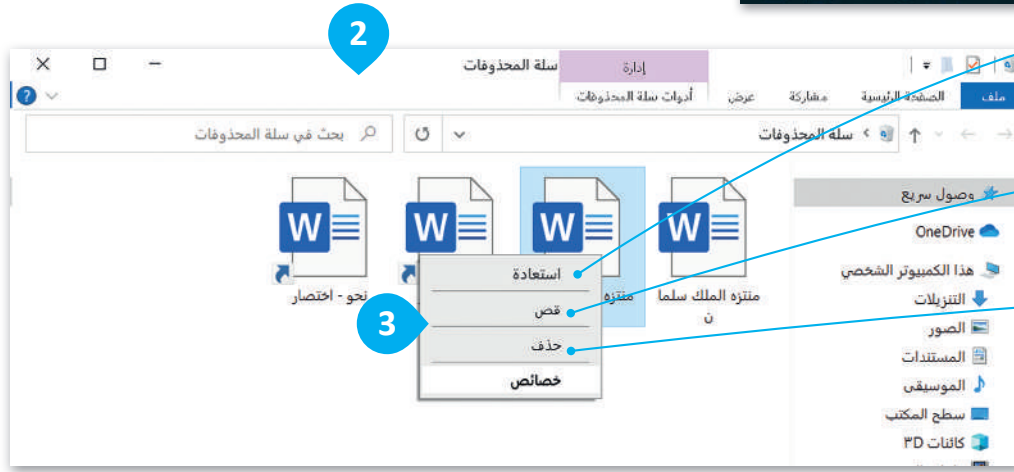 2
سلة المحذوفات
إدارة
ملف
الصفحة الرئيسية
مشاركة
عرض
أدوات سلة المحذوفات
سلة المحذوفات
بحث في سلة المحذوفات
وصول سريع
OneDrive
هذا الكمبيوتر الشخصي
التنزيلات
الصور
المستندات
الموسيقى
سطح المكتب
كائنات ٣D
منتزه الملك سلما
ن
منتزه
نحو - اختصار
3
استعادة
قص
حذف
خصائص